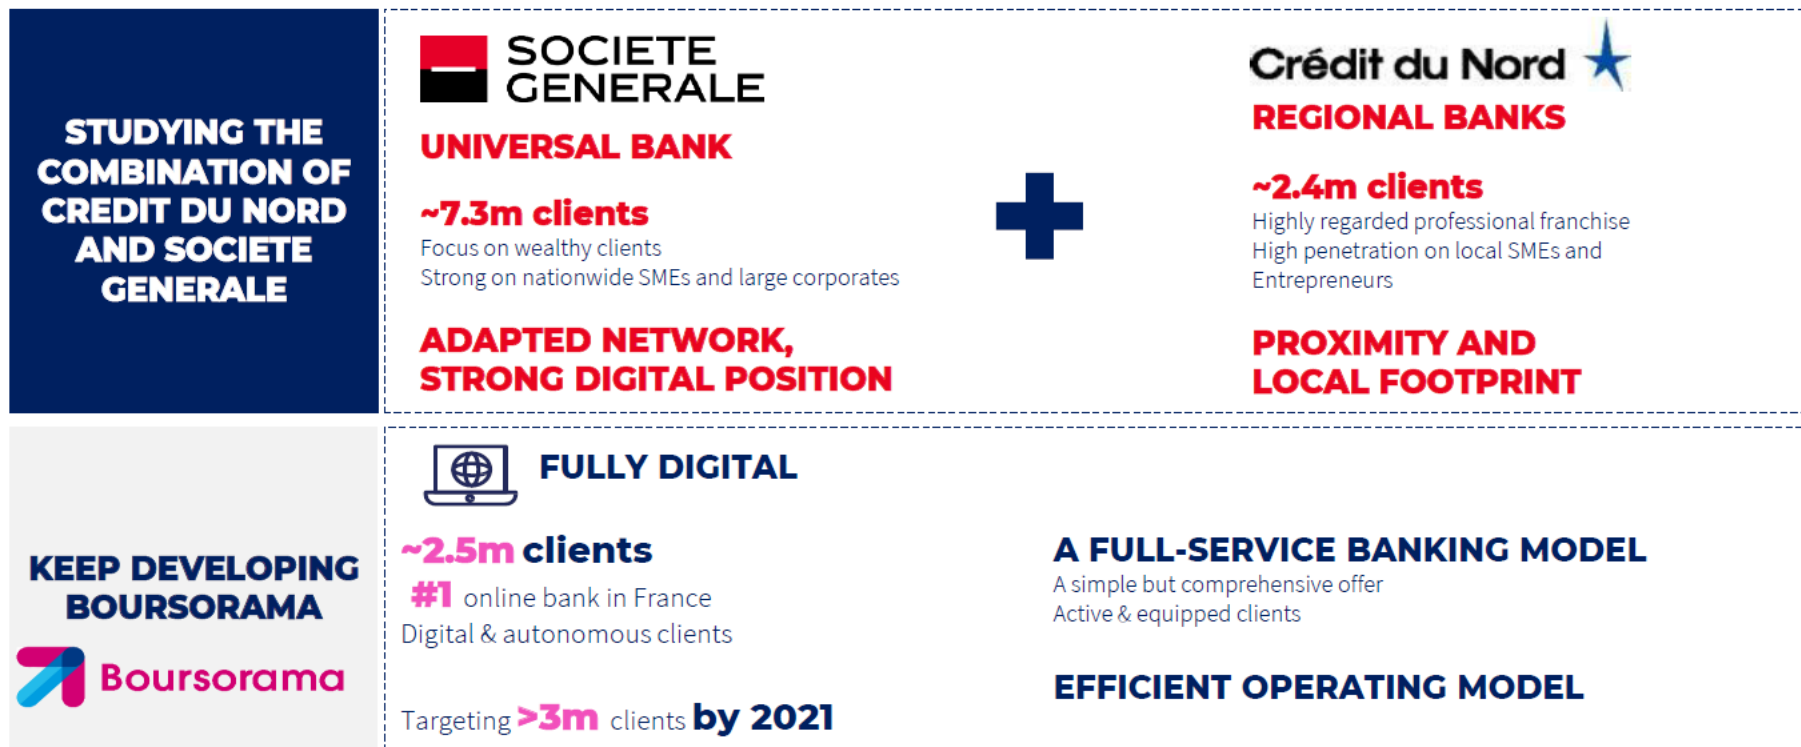 STUDYING THE
COMBINATION OF
CREDIT DU NORD
AND SOCIETE
GENERALE
SOCIETE
GENERALE
UNIVERSAL BANK
~7.3m clients
Focus on wealthy clients
Strong on nationwide SMEs and large corporates
ADAPTED NETWORK,
STRONG DIGITAL POSITION
Crédit du Nord
REGIONAL BANKS
~2.4m clients
Highly regarded professional franchise
High penetration on local SMEs and
Entrepreneurs
PROXIMITY AND
LOCAL FOOTPRINT
KEEP DEVELOPING
BOURSORAMA
Boursorama
FULLY DIGITAL
~2.5m clients
#1 online bank in France
Digital & autonomous clients
Targeting >3m clients by 2021
A FULL-SERVICE BANKING MODEL
A simple but comprehensive offer
Active & equipped clients
EFFICIENT OPERATING MODEL